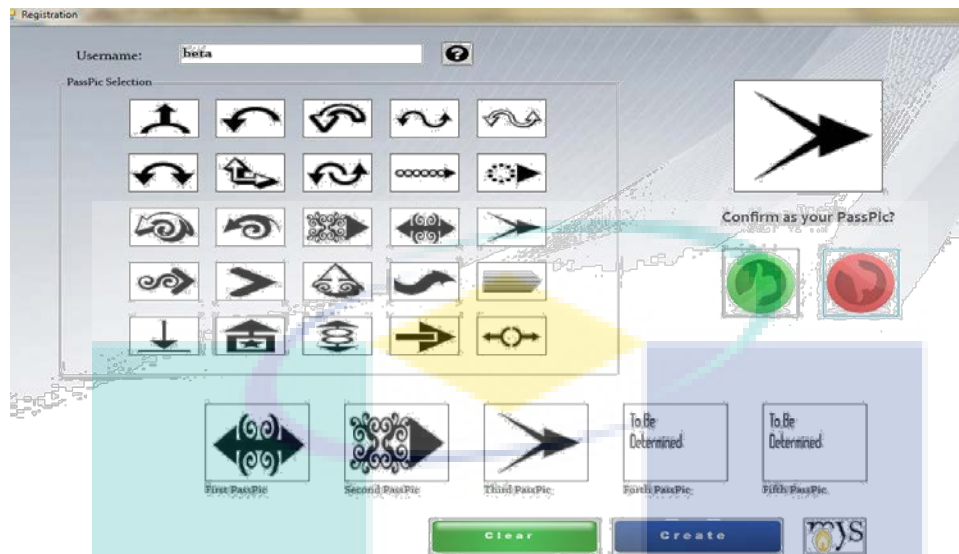 Registration
Username:
beta
PassPic Selection
Confirm as your PassPic?
To Be
Determined
To Be
Determined
First PassPic
Second PassPic
Third PassPic
Forth PassPic
Fifth PassPic
Clear
Create
mys